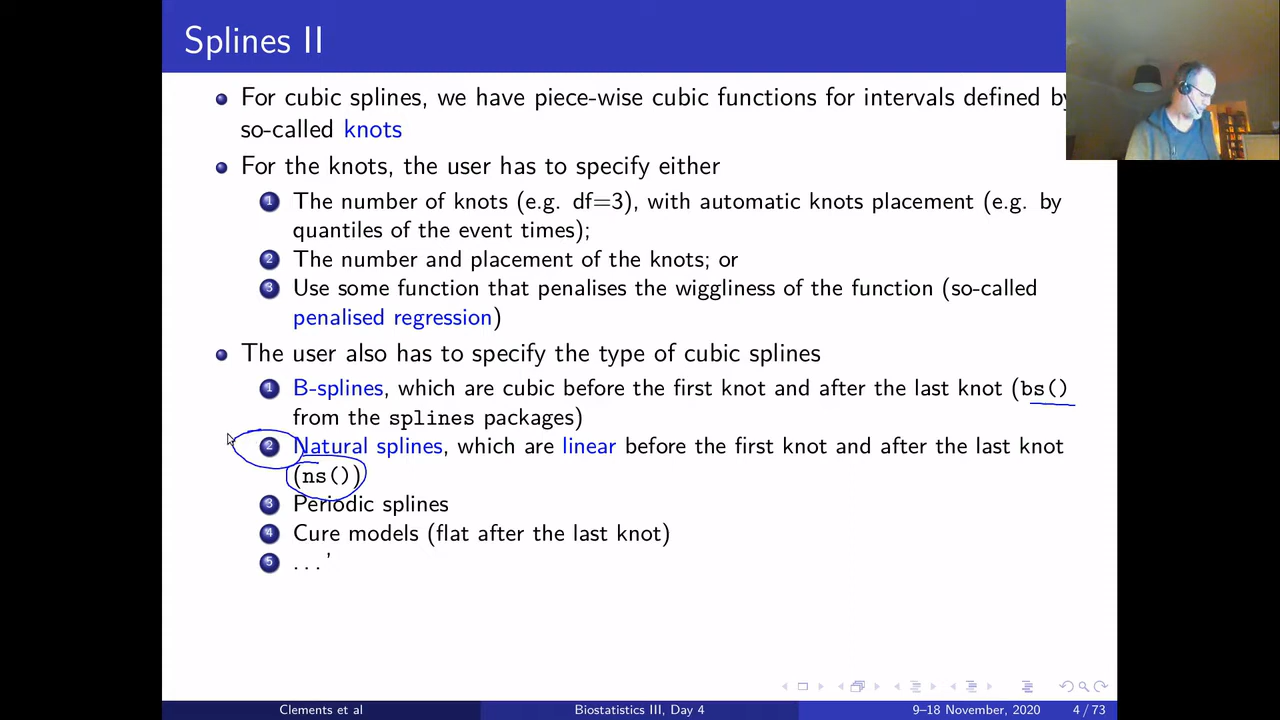 Splines II
For cubic splines, we have piece-wise cubic functions for intervals defined by
so-called knots
For the knots, the user has to specify either
1 The number of knots (e.g. df=3), with automatic knots placement (e.g. by
quantiles of the event times);
2 The number and placement of the knots; or
3 Use some function that penalises the wiggliness of the function (so-called
penalised regression)
The user also has to specify the type of cubic splines
1 B-splines, which are cubic before the first knot and after the last knot (bs()
from the splines packages)
2 Natural splines, which are linear before the first knot and after the last knot
(ns())
3 Periodic splines
4 Cure models (flat after the last knot)
5 ...'
Clements et al Biostatistics III, Day 4 9–18 November, 2020 4 / 73